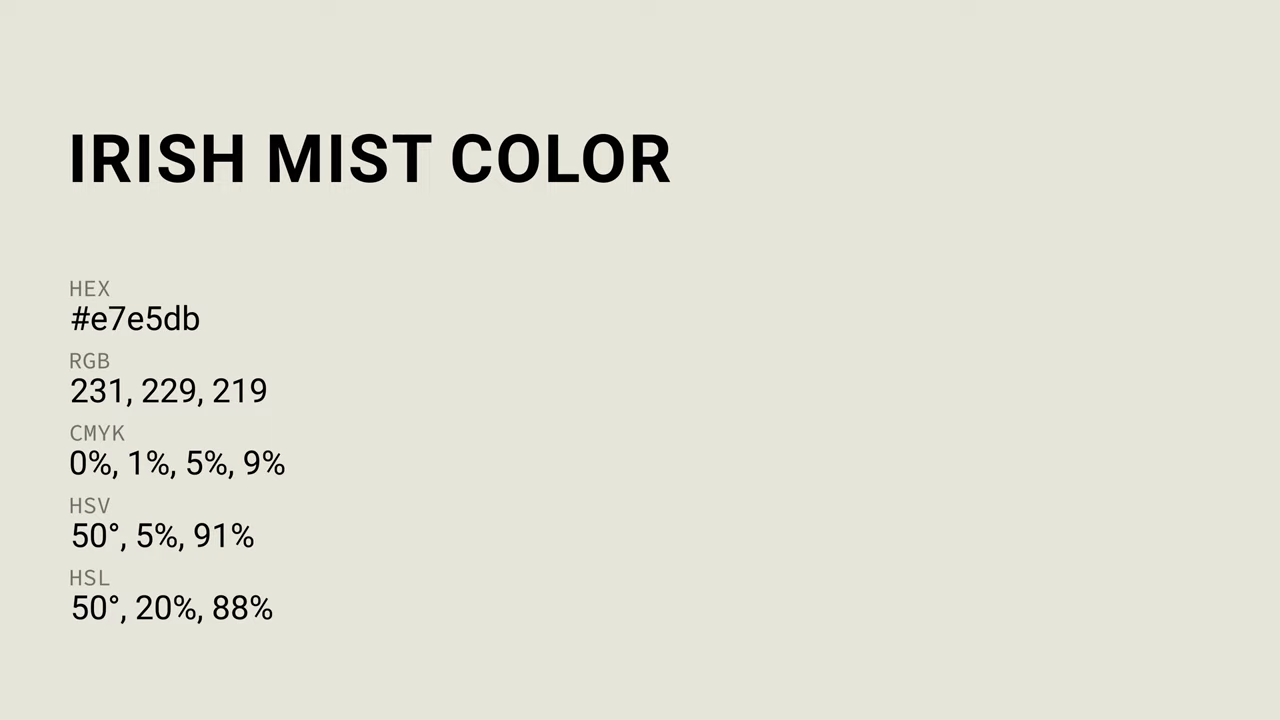 IRISH MIST COLOR
HEX
#e7e5db
RGB
231, 229, 219
CMYK
0%, 1%, 5%, 9%
HSV
50°, 5%, 91%
HSL
50°, 20%, 88%